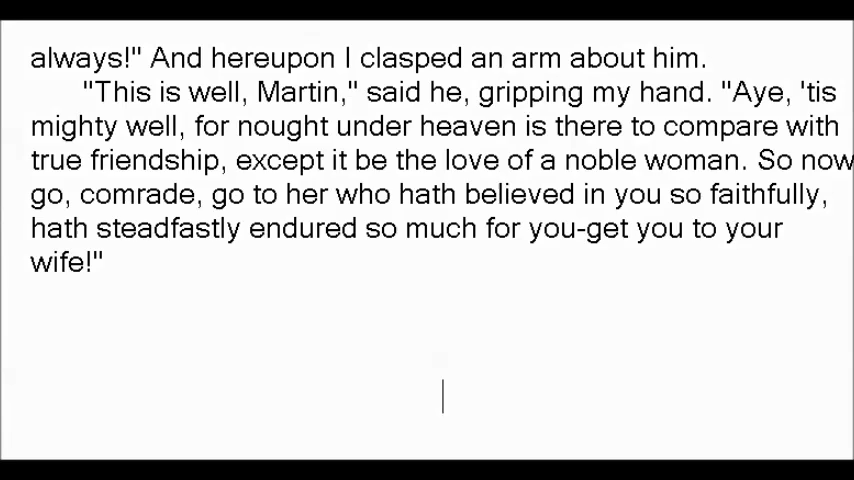 always!" And hereupon I clasped an arm about him.
"This is well, Martin," said he, gripping my hand. "Aye, 'tis
mighty well, for nought under heaven is there to compare with
true friendship, except it be the love of a noble woman. So now
go, comrade, go to her who hath believed in you so faithfully,
hath steadfastly endured so much for you-get you to your
wife!"